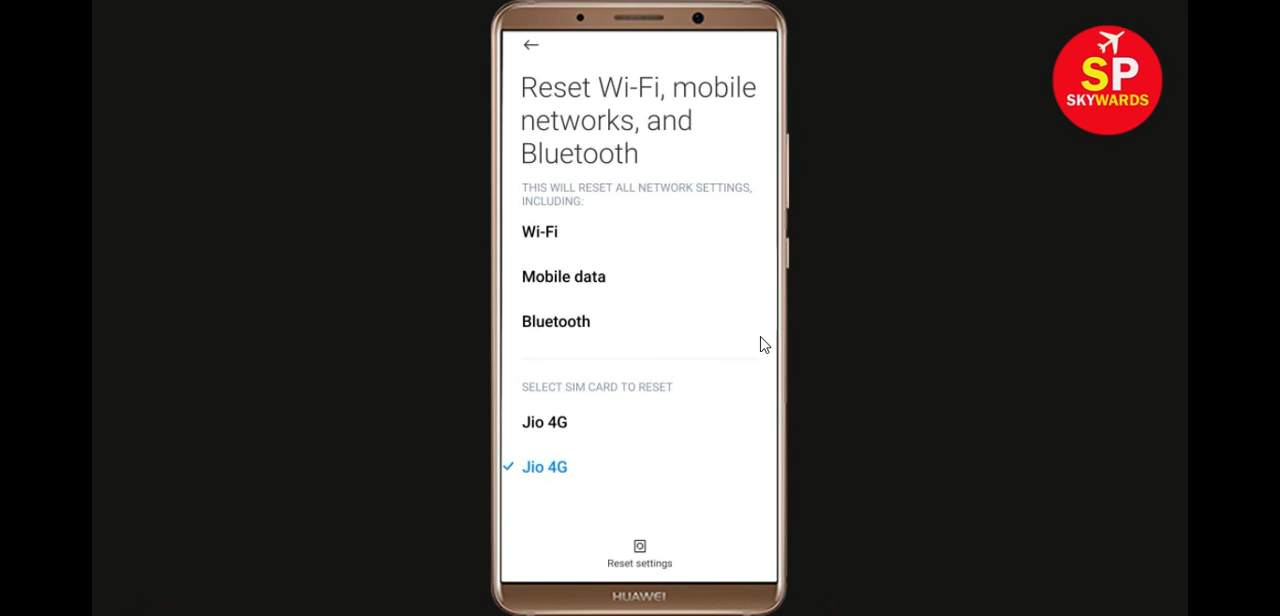 SP
SKYWARDS
Reset Wi-Fi, mobile
networks, and
Bluetooth
THIS WILL RESET ALL NETWORK SETTINGS,
INCLUDING:
Wi-Fi
Mobile data
Bluetooth
SELECT SIM CARD TO RESET
Jio 4G
Jio 4G
Reset settings
HUAWEI